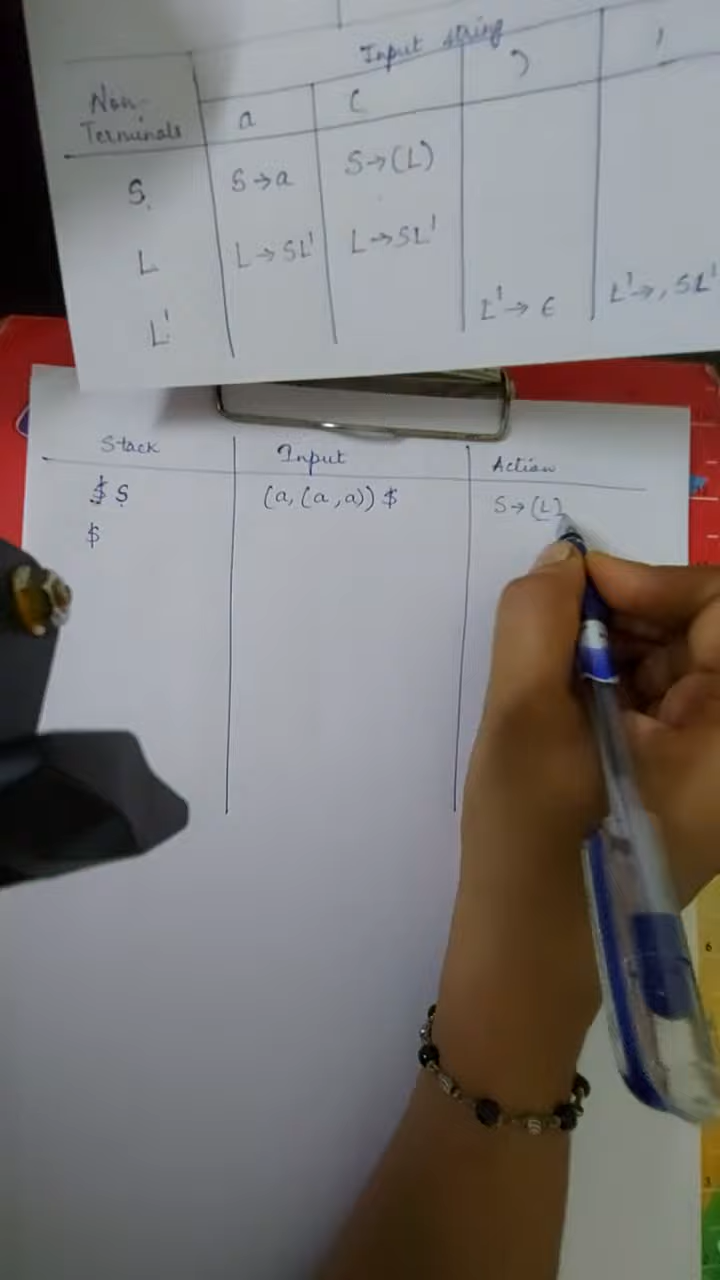 Input string
Non-
Terminals
a ( ) ,
S S→a S→(L)
L L→SL' L→SL'
L' L'→ϵ L'→, SL'
Stack Input Action
$ S (a, (a, a)) $ S→(L)
$